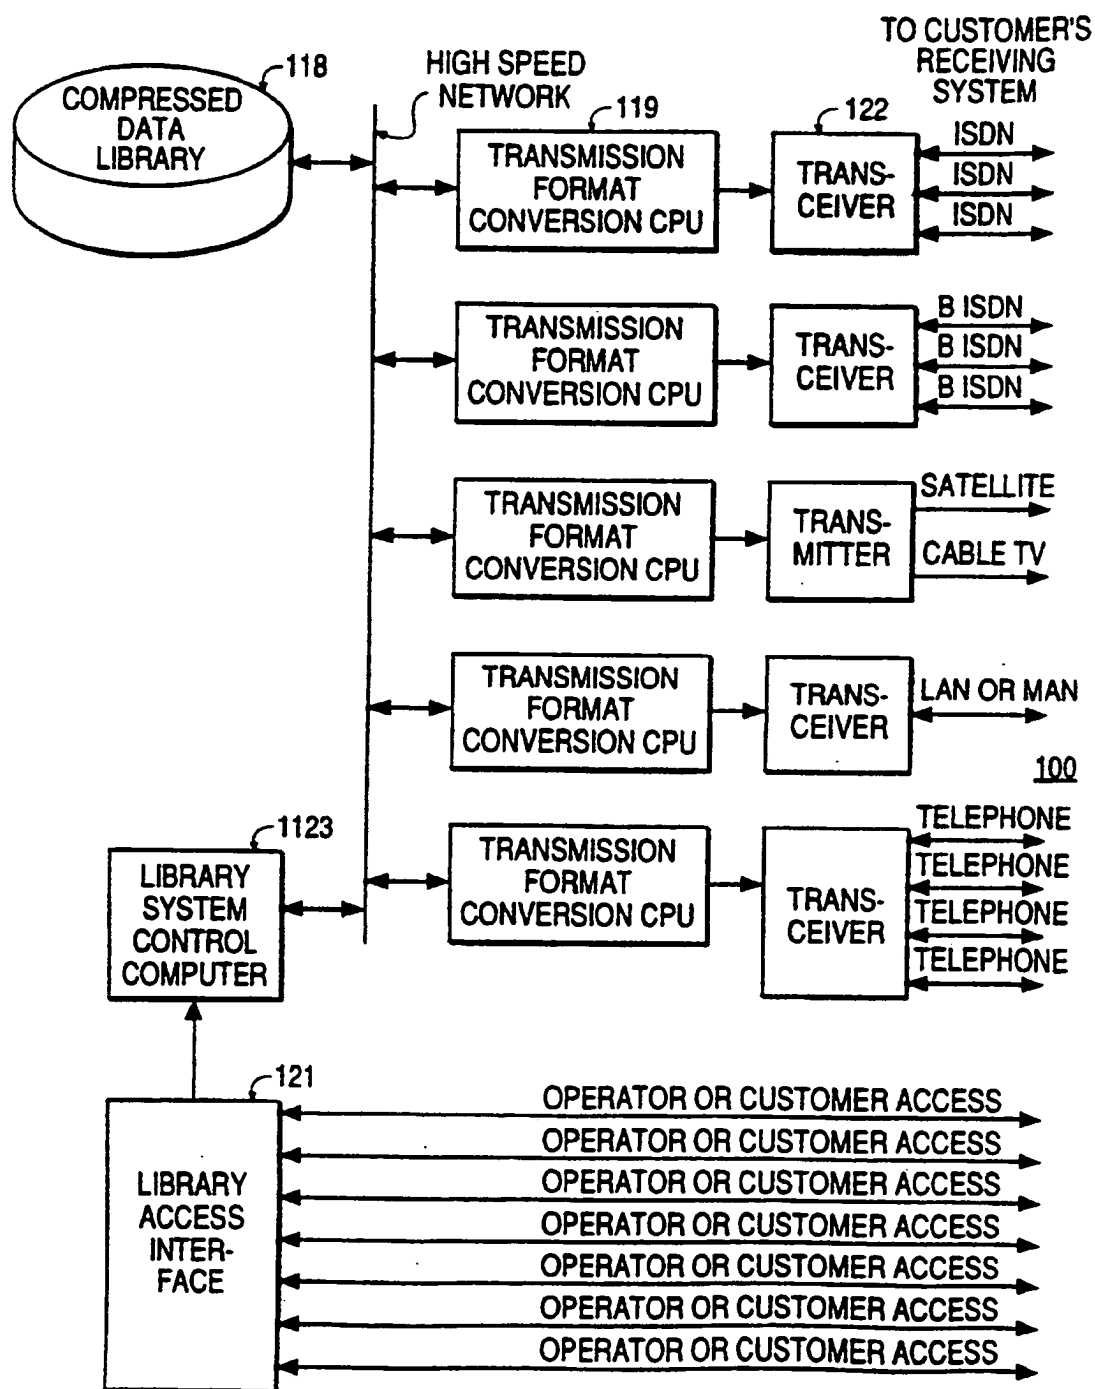 TO CUSTOMER'S
RECEIVING
SYSTEM
118
COMPRESSED
DATA
LIBRARY
HIGH SPEED
NETWORK
119
TRANSMISSION
FORMAT
CONVERSION CPU
122
TRANS-
CEIVER
ISDN
ISDN
ISDN
TRANSMISSION
FORMAT
CONVERSION CPU
TRANS-
CEIVER
B ISDN
B ISDN
B ISDN
TRANSMISSION
FORMAT
CONVERSION CPU
TRANS-
MITTER
SATELLITE
CABLE TV
TRANSMISSION
FORMAT
CONVERSION CPU
TRANS-
CEIVER
LAN OR MAN
100
1123
LIBRARY
SYSTEM
CONTROL
COMPUTER
TRANSMISSION
FORMAT
CONVERSION CPU
TRANS-
CEIVER
TELEPHONE
TELEPHONE
TELEPHONE
TELEPHONE
121
LIBRARY
ACCESS
INTER-
FACE
OPERATOR OR CUSTOMER ACCESS
OPERATOR OR CUSTOMER ACCESS
OPERATOR OR CUSTOMER ACCESS
OPERATOR OR CUSTOMER ACCESS
OPERATOR OR CUSTOMER ACCESS
OPERATOR OR CUSTOMER ACCESS
OPERATOR OR CUSTOMER ACCESS